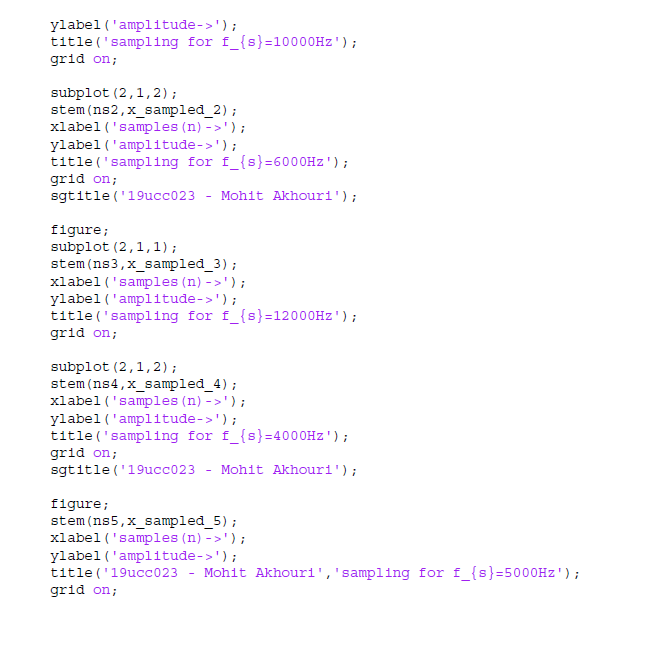 ylabel('amplitude->');
title('sampling for f_{s}=10000Hz');
grid on;
subplot(2,1,2);
stem(ns2,x_sampled_2);
xlabel('samples(n)->');
ylabel('amplitude->');
title('sampling for f_{s}=6000Hz');
grid on;
sgtitle('19ucc023 - Mohit Akhouri');
figure;
subplot(2,1,1);
stem(ns3,x_sampled_3);
xlabel('samples(n)->');
ylabel('amplitude->');
title('sampling for f_{s}=12000Hz');
grid on;
subplot(2,1,2);
stem(ns4,x_sampled_4);
xlabel('samples(n)->');
ylabel('amplitude->');
title('sampling for f_{s}=4000Hz');
grid on;
sgtitle('19ucc023 - Mohit Akhouri');
figure;
stem(ns5,x_sampled_5);
xlabel('samples(n)->');
ylabel('amplitude->');
title('19ucc023 - Mohit Akhouri','sampling for f_{s}=5000Hz');
grid on;